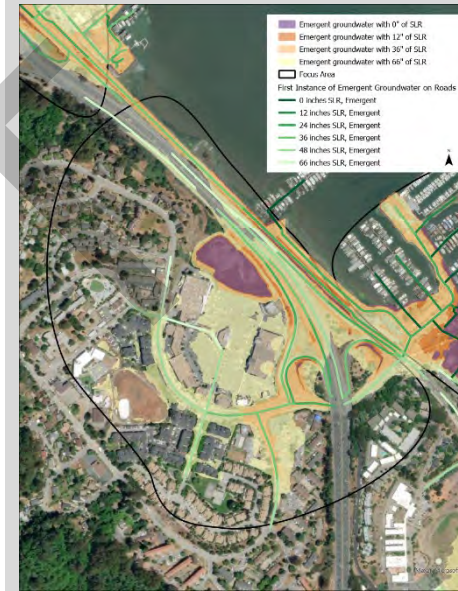 Emergent groundwater with 0" of SLR
Emergent groundwater with 12" of SLR
Emergent groundwater with 36" of SLR
Emergent groundwater with 66" of SLR
Focus Area
First Instance of Emergent Groundwater on Roads
0 inches SLR, Emergent
12 inches SLR, Emergent
24 inches SLR, Emergent
36 inches SLR, Emergent
48 inches SLR, Emergent
66 inches SLR, Emergent